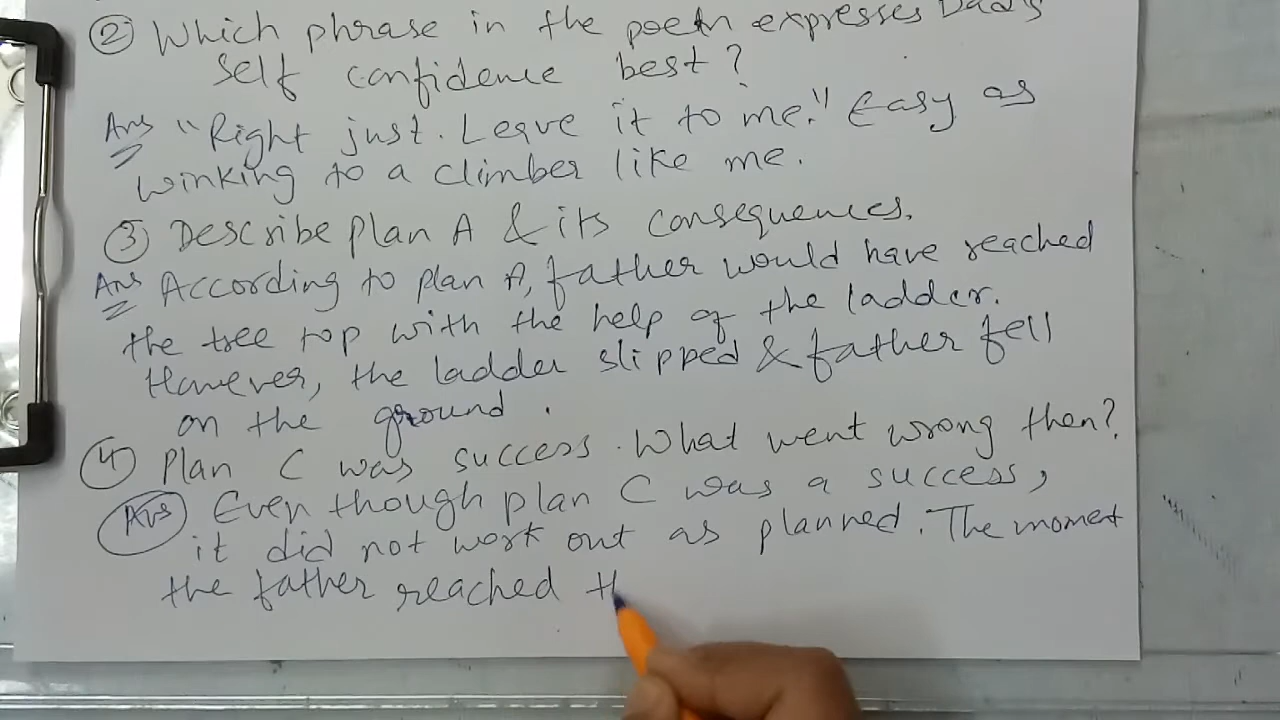 ② Which phrase in the poem expresses Dad's
self confidence best?
Ans "Right just. Leave it to me." Easy as
winking to a climber like me.
③ Describe plan A & its consequences.
Ans According to plan A, father would have reached
the tree top with the help of the ladder.
However, the ladder slipped & father fell
on the ground.
④ Plan C was success. What went wrong then?
Ans Even though plan C was a success,
it did not work out as planned. The moment
the father reached th